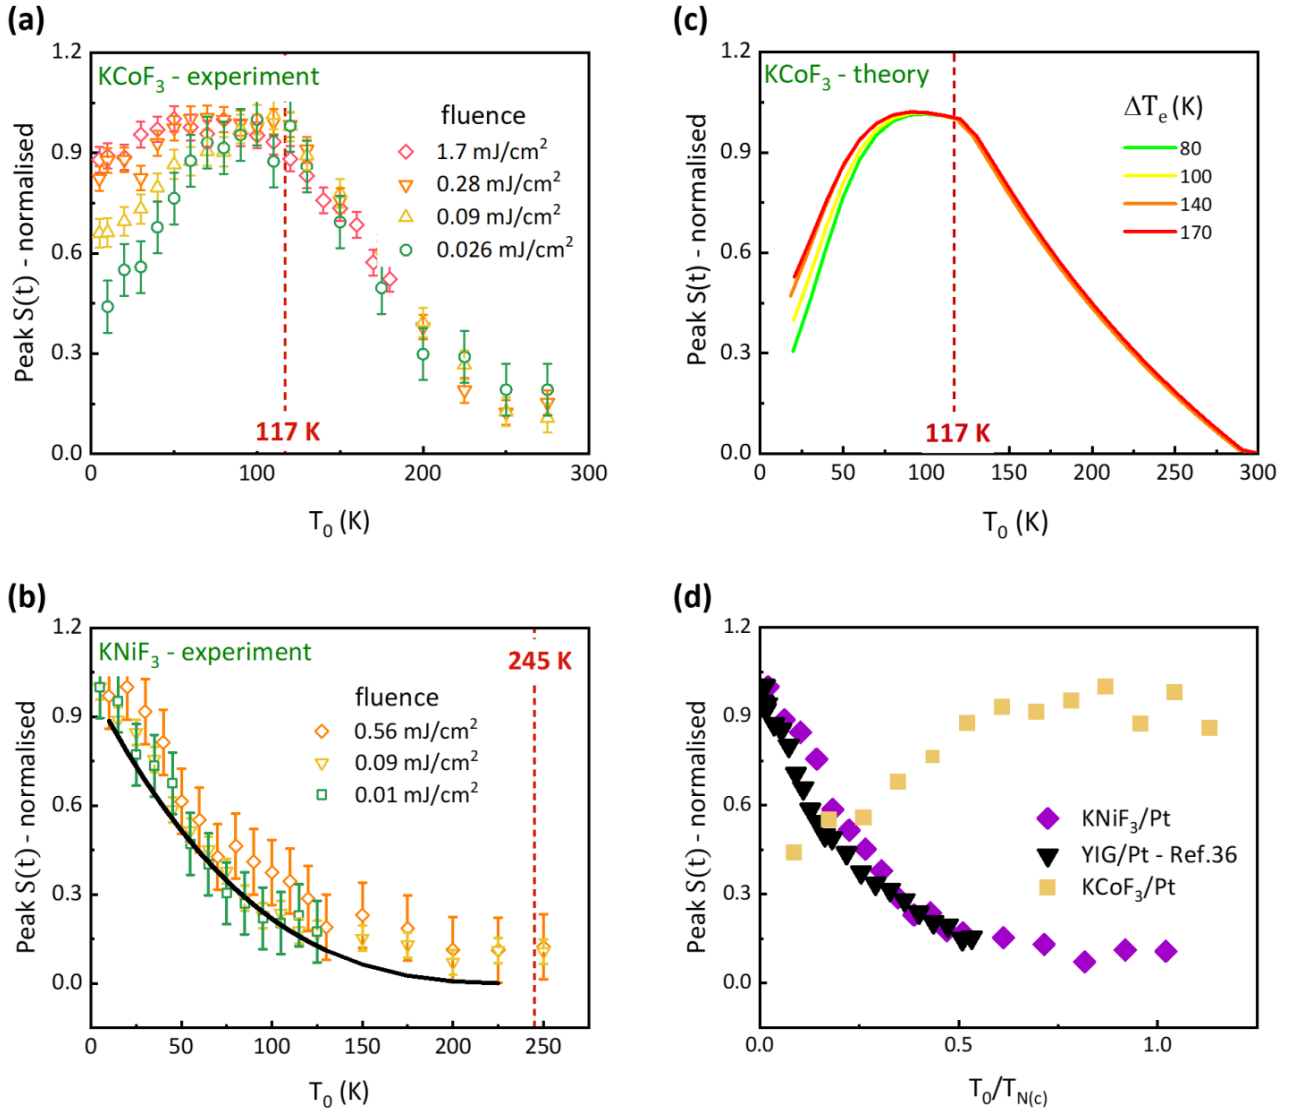 (a)
1.2
0.9
0.6
0.3
0.0
Peak S(t) - normalised
KCoF3 - experiment
fluence
1.7 mJ/cm2
0.28 mJ/cm2
0.09 mJ/cm2
0.026 mJ/cm2
117 K
0 100 200 300
T0 (K)
(c)
1.2
0.9
0.6
0.3
0.0
Peak S(t) - normalised
KCoF3 - theory
ΔTe (K)
80
100
140
170
117 K
0 50 100 150 200 250 300
T0 (K)
(b)
1.2
0.9
0.6
0.3
0.0
Peak S(t) - normalised
KNiF3 - experiment
245 K
fluence
0.56 mJ/cm2
0.09 mJ/cm2
0.01 mJ/cm2
0 50 100 150 200 250
T0 (K)
(d)
1.2
0.9
0.6
0.3
0.0
Peak S(t) - normalised
KNiF3/Pt
YIG/Pt - Ref.36
KCoF3/Pt
0.0 0.5 1.0
T0/TN(c)